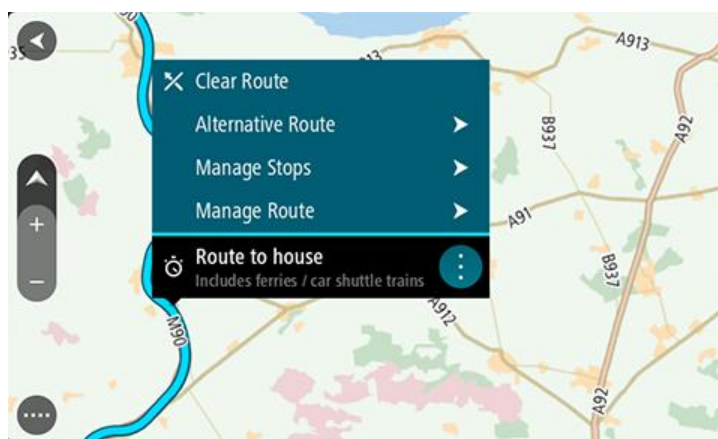 A913
Clear Route
Alternative Route
Manage Stops
Manage Route
Route to house
Includes ferries / car shuttle trains
B937
A92
A91
B937
A912
M90
A92